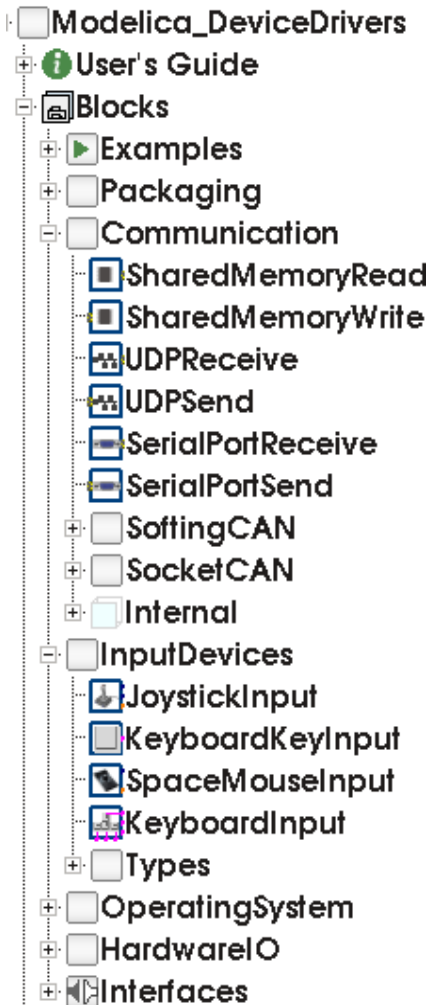 Modelica_DeviceDrivers
User's Guide
Blocks
Examples
Packaging
Communication
SharedMemoryRead
SharedMemoryWrite
UDPReceive
UDPSend
SerialPortReceive
SerialPortSend
SoftingCAN
SocketCAN
Internal
InputDevices
JoystickInput
KeyboardKeyInput
SpaceMouseInput
KeyboardInput
Types
OperatingSystem
HardwareIO
Interfaces